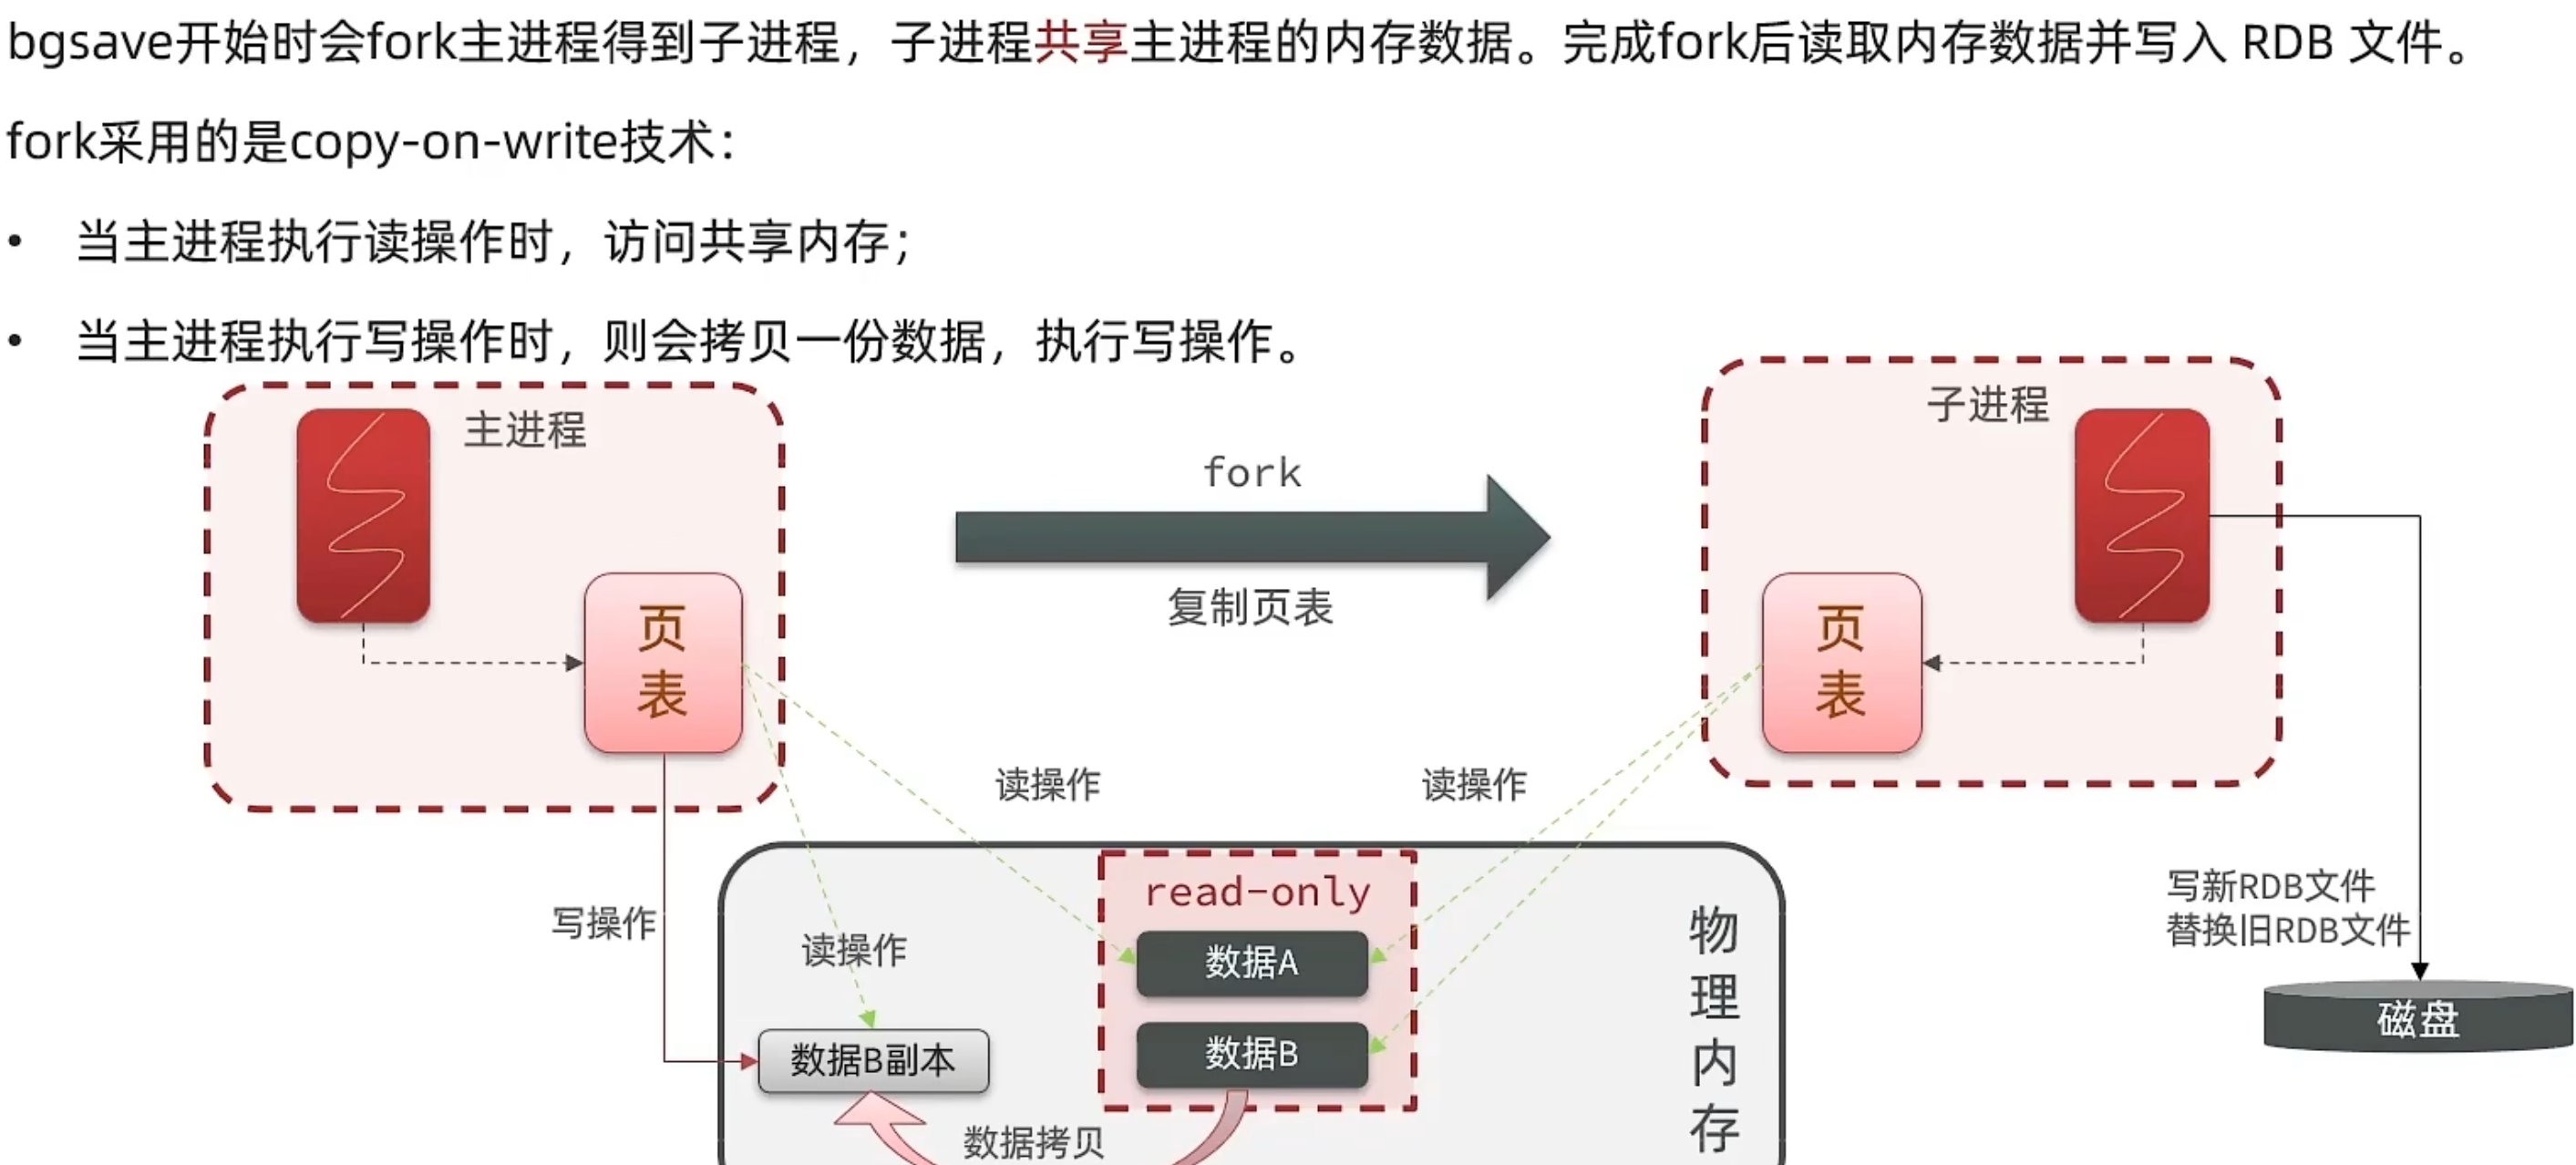 bgsave开始时会fork主进程得到子进程，子进程共享主进程的内存数据。完成fork后读取内存数据并写入 RDB 文件。
fork采用的是copy-on-write技术：
• 当主进程执行读操作时，访问共享内存；
• 当主进程执行写操作时，则会拷贝一份数据，执行写操作。
主进程
页表
fork
复制页表
子进程
页表
读操作
读操作
写操作
读操作
read-only
数据A
数据B
数据B副本
数据拷贝
物理内存
写新RDB文件
替换旧RDB文件
磁盘